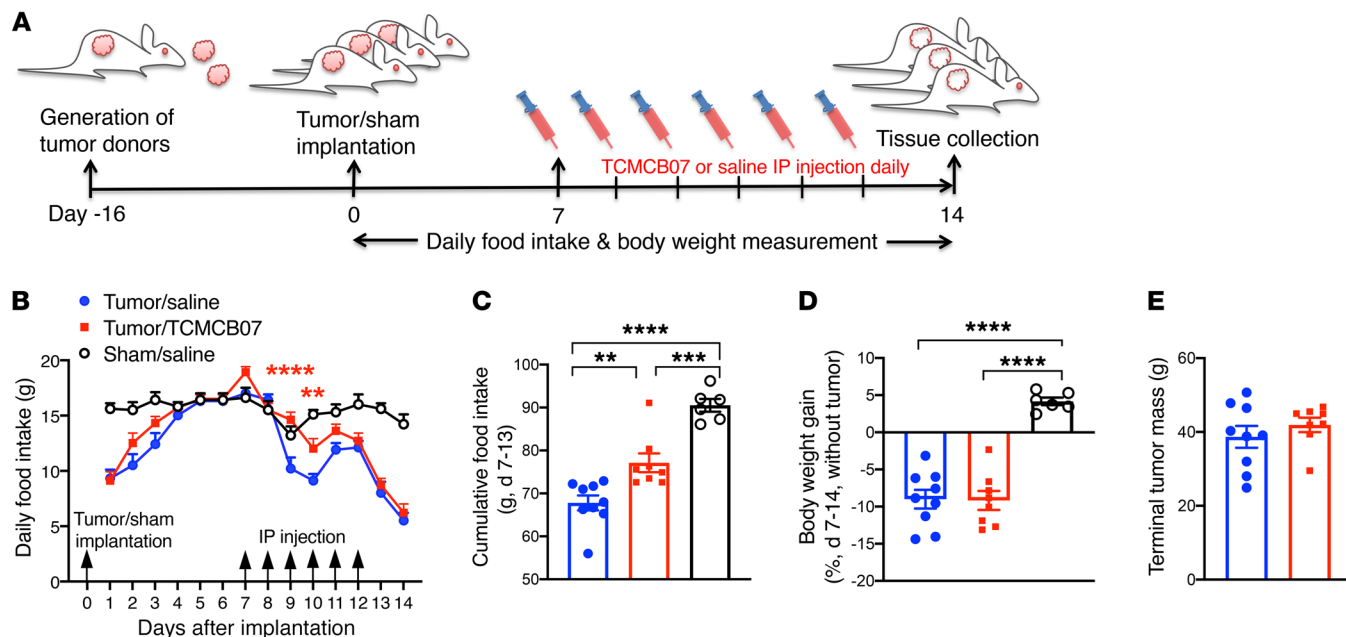 A
Generation of
tumor donors
Tumor/sham
implantation
Tissue collection
TCMCB07 or saline IP injection daily
Day -16
0
7
14
Daily food intake & body weight measurement
B
Tumor/saline
Tumor/TCMCB07
Sham/saline
Daily food intake (g)
20
15
10
5
0
****
**
Tumor/sham
implantation
IP injection
0 1 2 3 4 5 6 7 8 9 10 11 12 13 14
Days after implantation
C
Cumulative food intake
(g, d 7-13)
100
90
80
70
60
50
****
**
***
D
Body weight gain
(%, d 7-14, without tumor)
10
5
0
-5
-10
-15
-20
****
****
E
Terminal tumor mass (g)
60
40
20
0